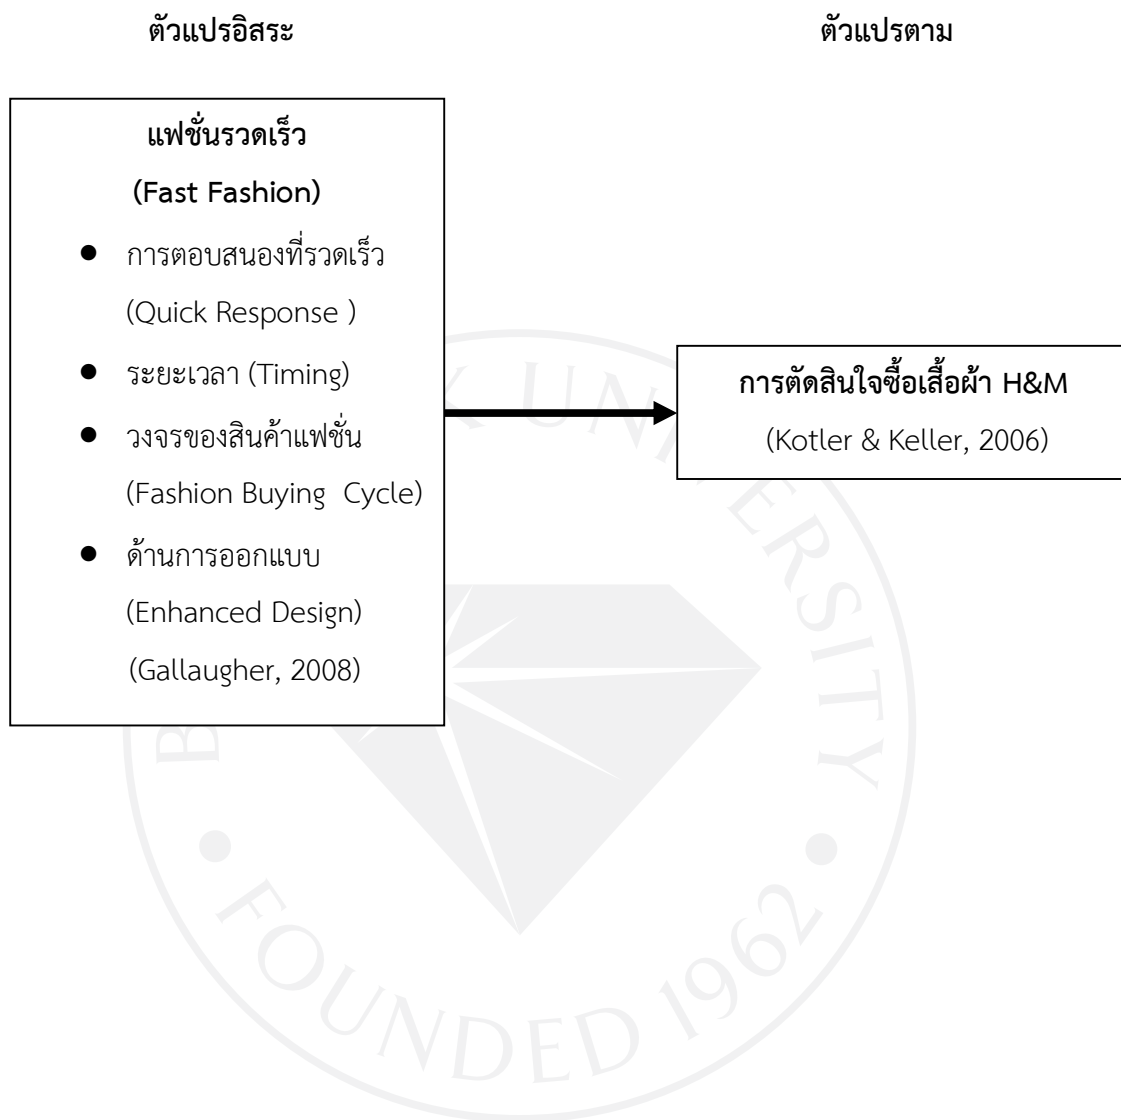 ตัวแปรอิสระ
ตัวแปรตาม
แฟชั่นรวดเร็ว
(Fast Fashion)
● การตอบสนองที่รวดเร็ว
(Quick Response )
● ระยะเวลา (Timing)
● วงจรของสินค้าแฟชั่น
(Fashion Buying Cycle)
● ด้านการออกแบบ
(Enhanced Design)
(Gallaugher, 2008)
การตัดสินใจซื้อเสื้อผ้า H&M
(Kotler & Keller, 2006)
B K UNIVERSITY
• FOUNDED 1962 •